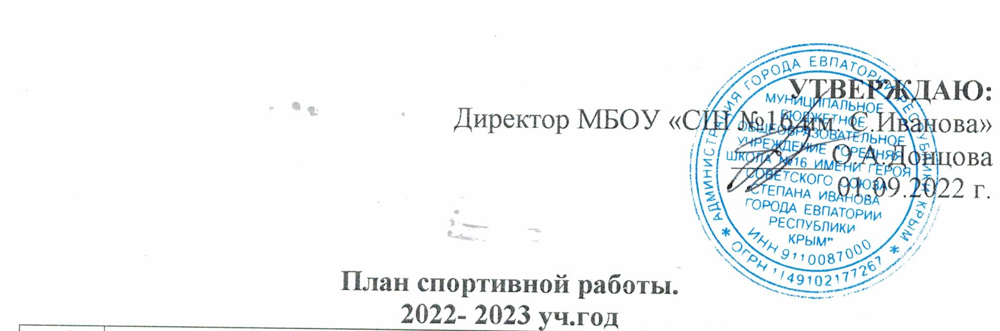 УТВЕРЖДАЮ:
Директор МБОУ «СШ №16 им. С.Иванова»
О.А.Донцова
01.09.2022 г.
АДМИНИСТРАЦИЯ ГОРОДА ЕВПАТОРИИ РЕСПУБЛИКИ КРЫМ
МУНИЦИПАЛЬНОЕ
БЮДЖЕТНОЕ
ОБЩЕОБРАЗОВАТЕЛЬНОЕ
УЧРЕЖДЕНИЕ "СРЕДНЯЯ
ШКОЛА №16 ИМЕНИ ГЕРОЯ
СОВЕТСКОГО СОЮЗА
СТЕПАНА ИВАНОВА
ГОРОДА ЕВПАТОРИИ
РЕСПУБЛИКИ
КРЫМ"
ИНН 9110087000
ОГРН 1149102177267
План спортивной работы.
2022- 2023 уч.год